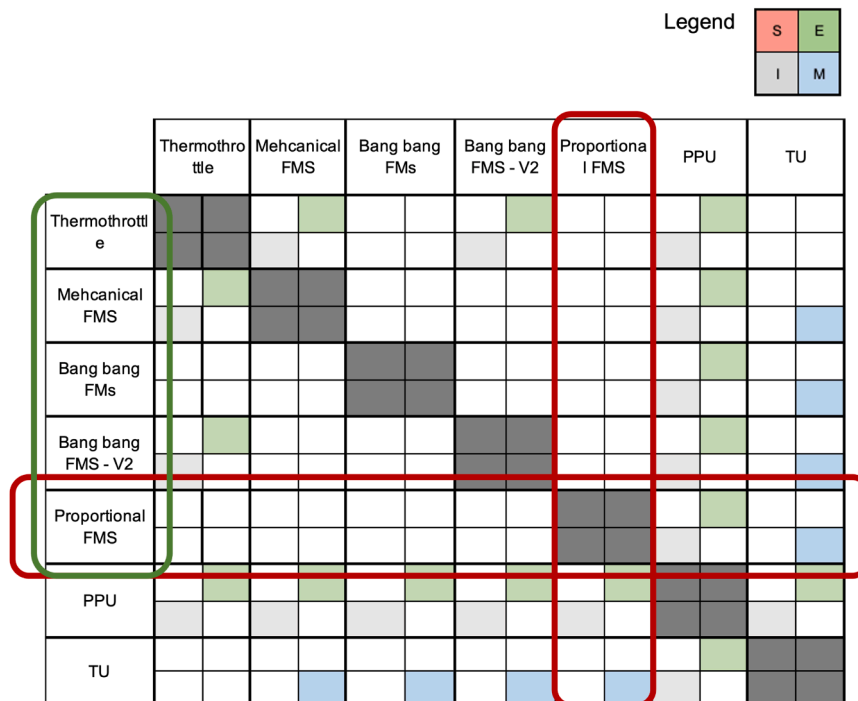 Legend
S E
I M
Thermothro Mehcanical Bang bang Bang bang Proportiona PPU TU
ttle FMS FMs FMS - V2 l FMS
Thermothrottl
e
Mehcanical
FMS
Bang bang
FMs
Bang bang
FMS - V2
Proportional
FMS
PPU
TU